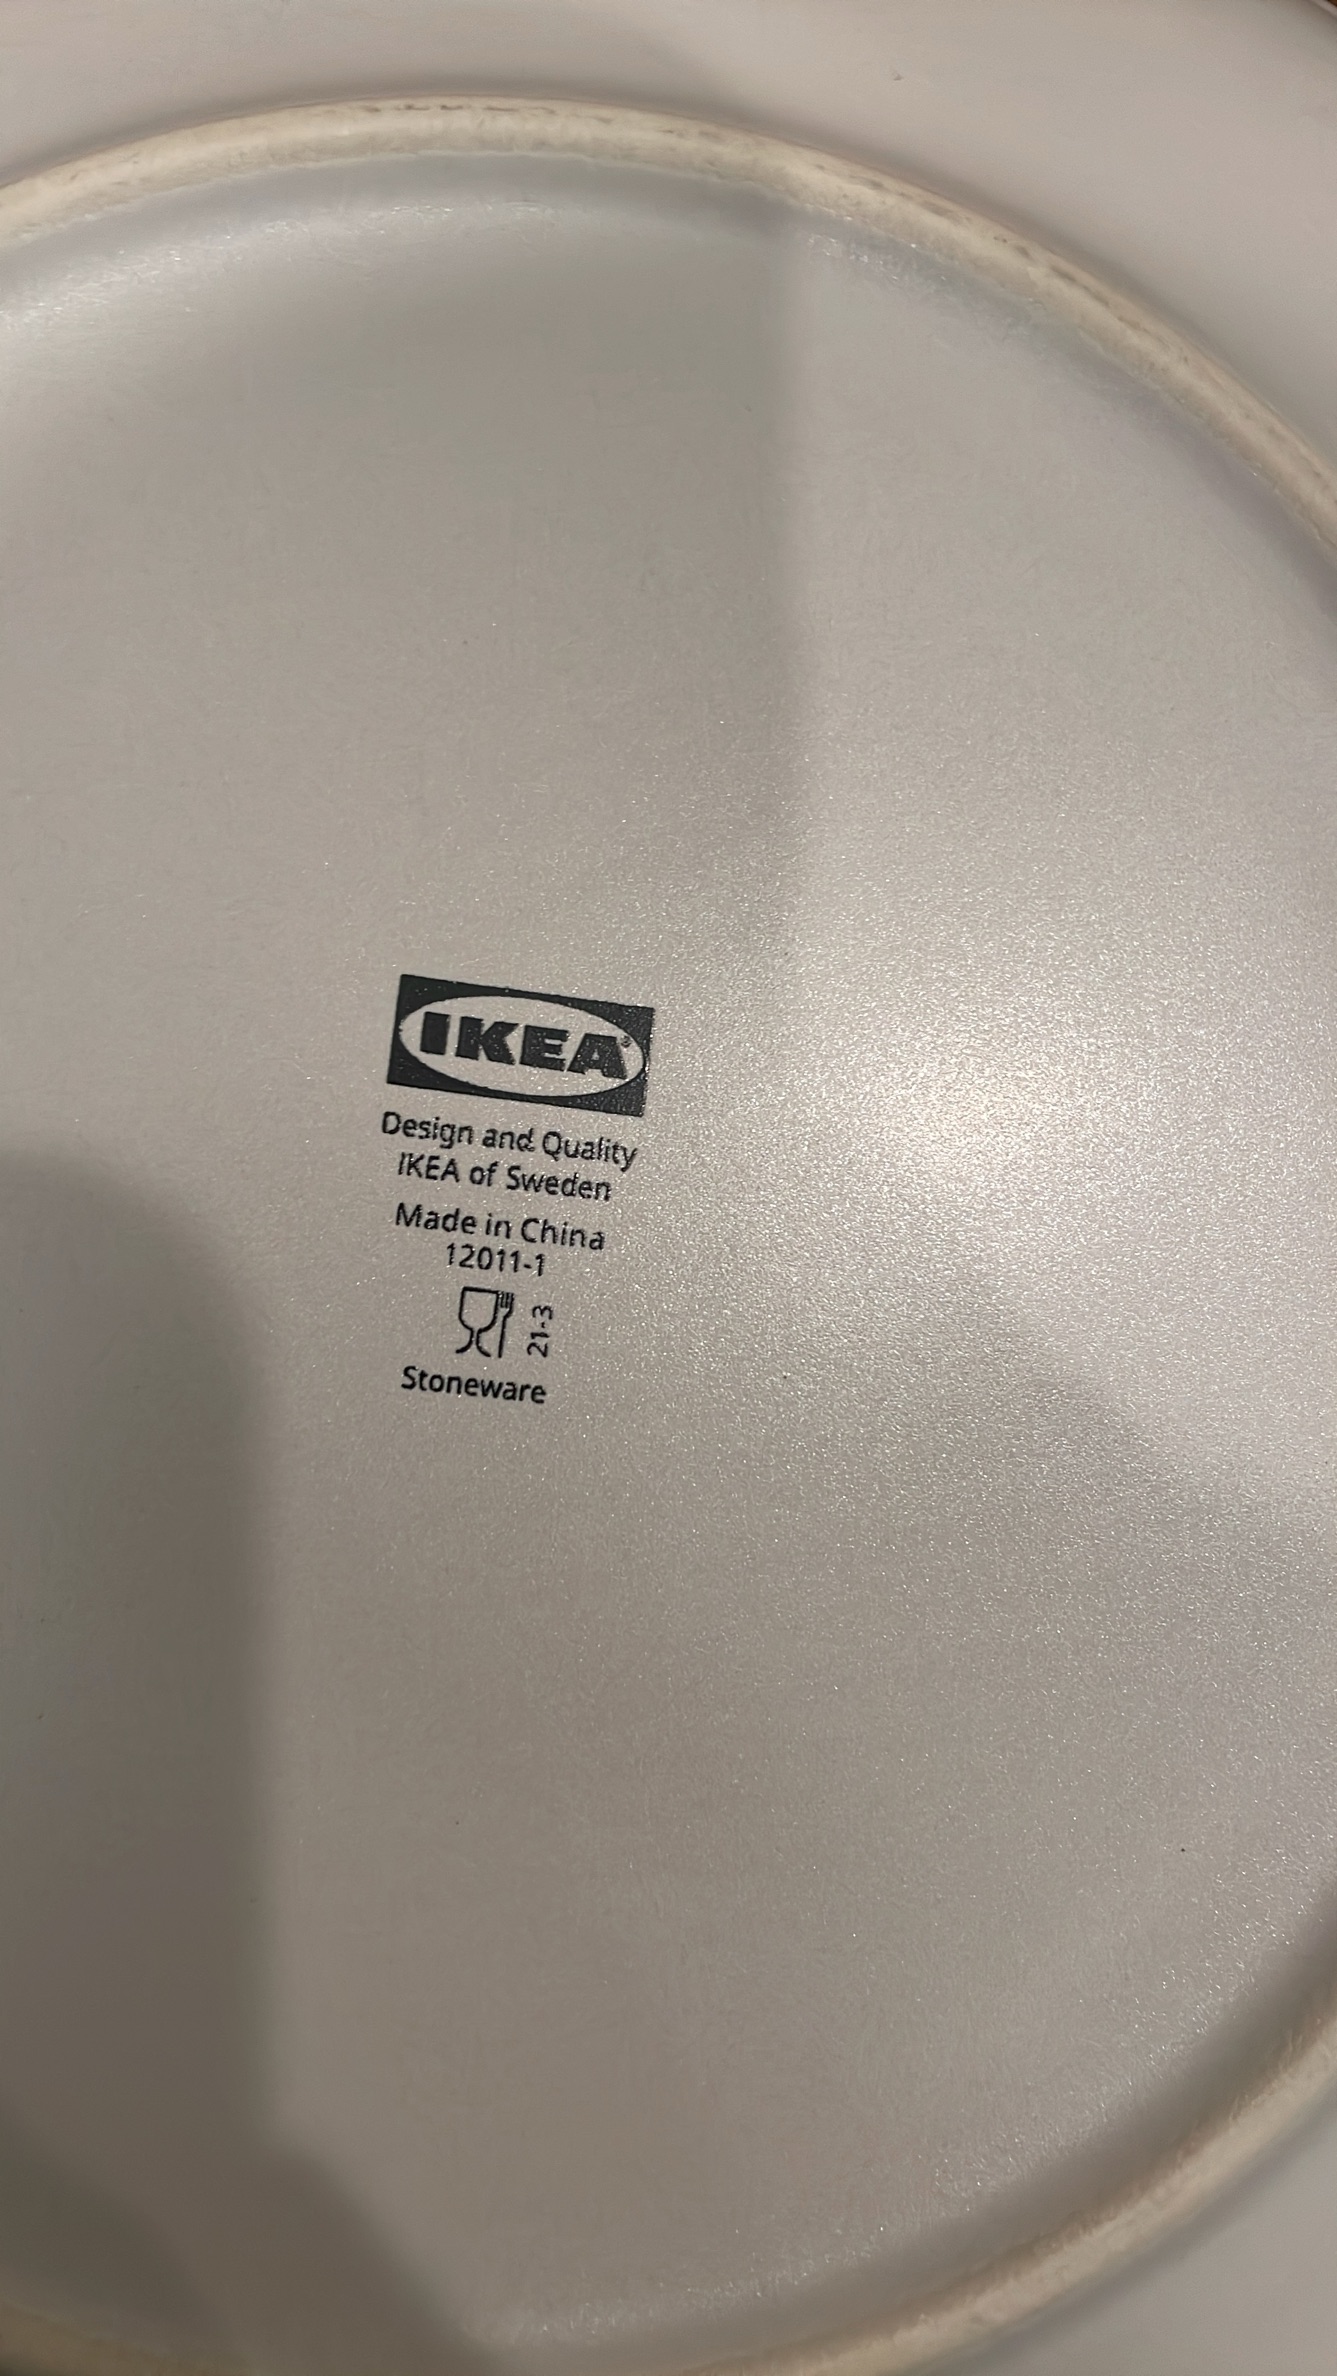 IKEA®
Design and Quality
IKEA of Sweden
Made in China
12011-1
21-3
Stoneware